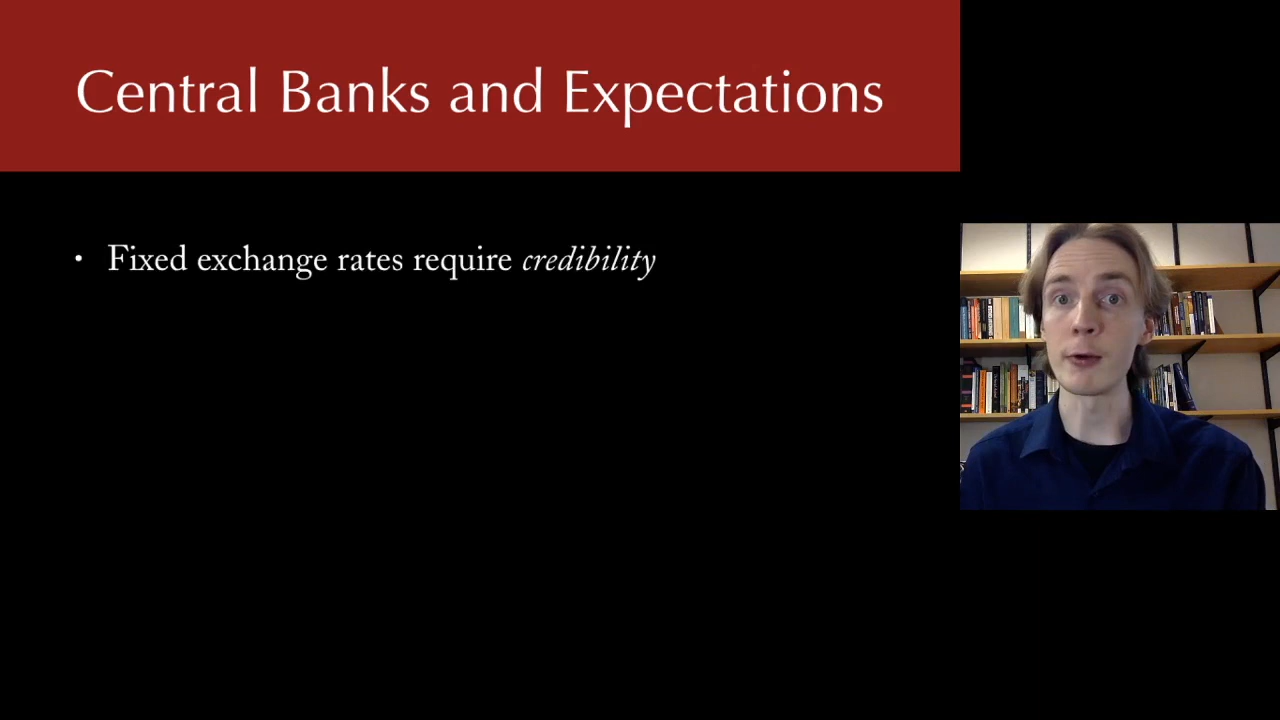 Central Banks and Expectations
• Fixed exchange rates require credibility